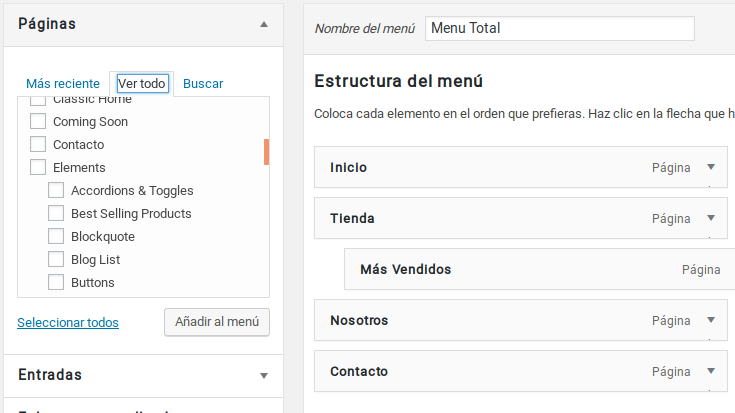 Páginas
Más reciente Ver todo Buscar
Classic Home
Coming Soon
Contacto
Elements
Accordions & Toggles
Best Selling Products
Blockquote
Blog List
Buttons
Seleccionar todos Añadir al menú
Entradas
Nombre del menú Menu Total
Estructura del menú
Coloca cada elemento en el orden que prefieras. Haz clic en la flecha que h
Inicio Página
Tienda Página
Más Vendidos Página
Nosotros Página
Contacto Página